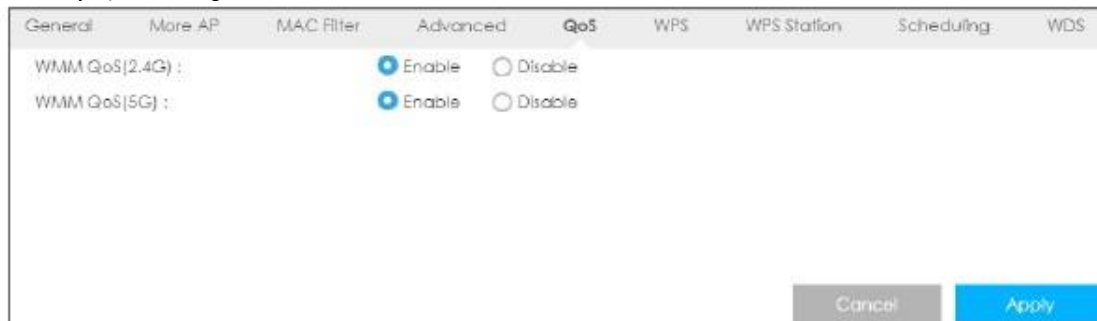 General More AP MAC Filter Advanced QoS WPS WPS Station Scheduling WDS
WMM QoS(2.4G) : Enable Disable
WMM QoS(5G) : Enable Disable
Cancel Apply